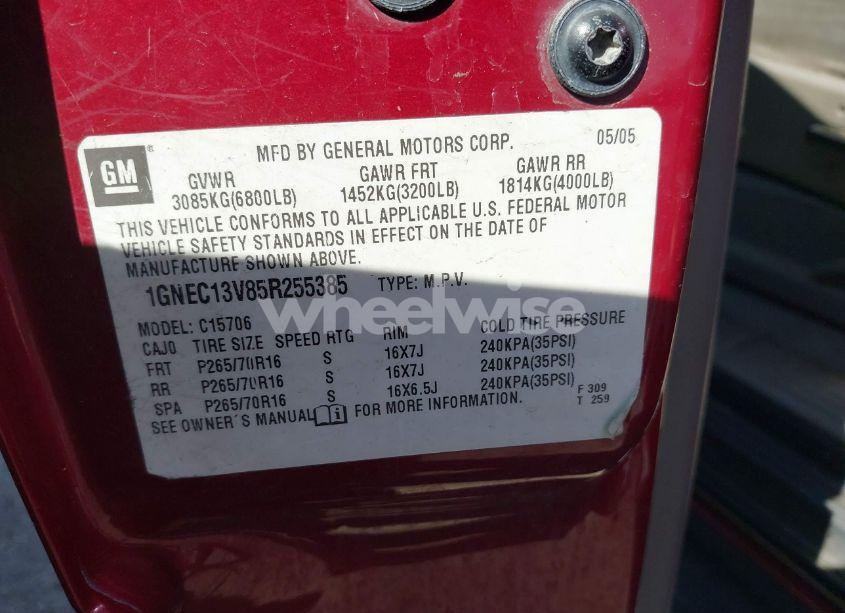 GM
MFD BY GENERAL MOTORS CORP. 05/05
GVWR GAWR FRT GAWR RR
3085KG(6800LB) 1452KG(3200LB) 1814KG(4000LB)
THIS VEHICLE CONFORMS TO ALL APPLICABLE U.S. FEDERAL MOTOR
VEHICLE SAFETY STANDARDS IN EFFECT ON THE DATE OF
MANUFACTURE SHOWN ABOVE.
1GNEC13V85R255385 TYPE: M.P.V.
wheelwise
MODEL: C15706
CAJ0 TIRE SIZE SPEED RTG RIM COLD TIRE PRESSURE
FRT P265/70R16 S 16X7J 240KPA(35PSI)
RR P265/70R16 S 16X7J 240KPA(35PSI)
SPA P265/70R16 S 16X6.5J 240KPA(35PSI)
SEE OWNER'S MANUAL FOR MORE INFORMATION.
F 309
T 259